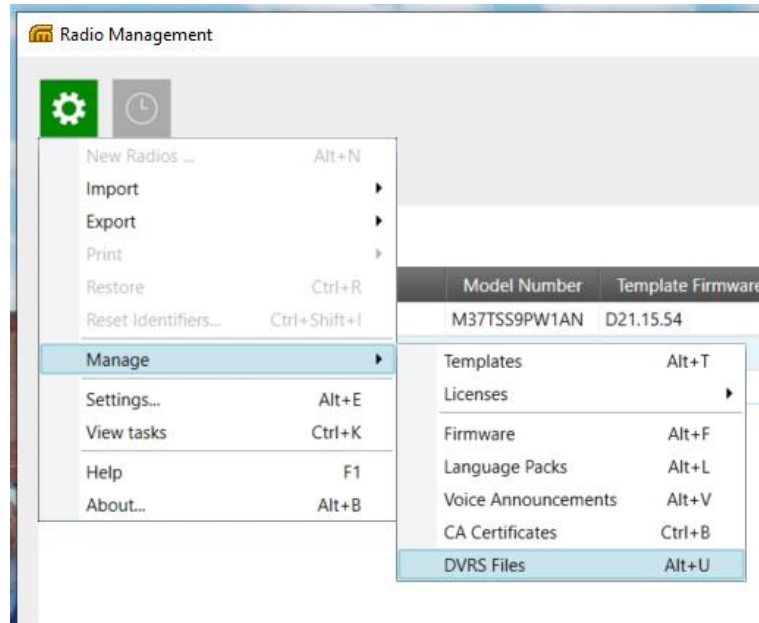 Radio Management
New Radios ... Alt+N
Import
Export
Print
Restore Ctrl+R
Reset Identifiers... Ctrl+Shift+I
Manage
Settings... Alt+E
View tasks Ctrl+K
Help F1
About... Alt+B
Model Number Template Firmware
M37TSS9PW1AN D21.15.54
Templates Alt+T
Licenses
Firmware Alt+F
Language Packs Alt+L
Voice Announcements Alt+V
CA Certificates Ctrl+B
DVRS Files Alt+U